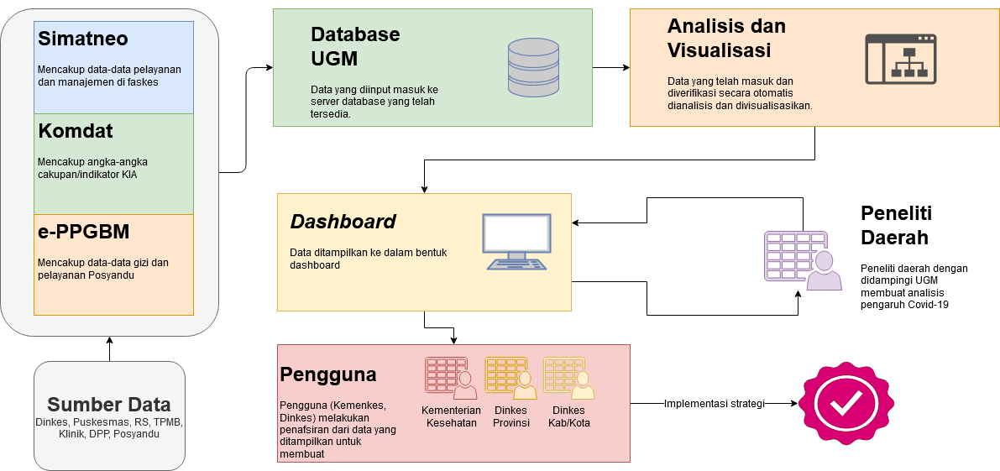 Simatneo
Mencakup data-data pelayanan
dan manajemen di faskes
Komdat
Mencakup angka-angka
cakupan/indikator KIA
e-PPGBM
Mencakup data-data gizi dan
pelayanan Posyandu
Sumber Data
Dinkes, Puskesmas, RS, TPMB,
Klinik, DPP, Posyandu
Database
UGM
Data yang diinput masuk ke
server database yang telah
tersedia.
Analisis dan
Visualisasi
Data yang telah masuk dan
diverifikasi secara otomatis
dianalisis dan divisualisasikan.
Dashboard
Data ditampilkan ke dalam bentuk
dashboard
Peneliti
Daerah
Peneliti daerah dengan
didampingi UGM
membuat analisis
pengaruh Covid-19
Pengguna
Pengguna (Kemenkes,
Dinkes) melakukan
penafsiran dari data yang
ditampilkan untuk
membuat
Kementerian
Kesehatan
Dinkes
Provinsi
Dinkes
Kab/Kota
Implementasi strategi